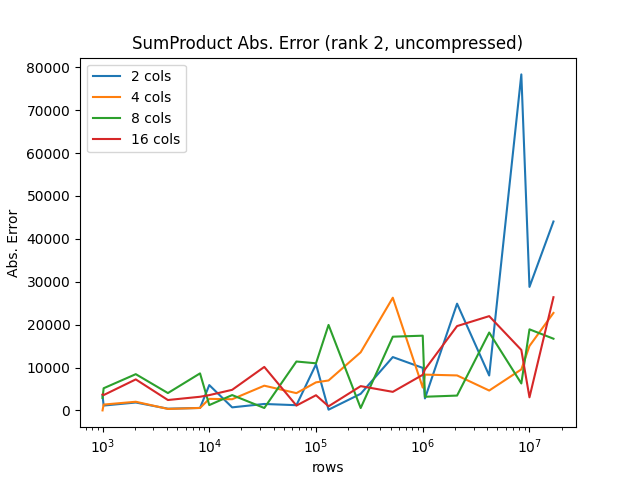 SumProduct Abs. Error (rank 2, uncompressed)
2 cols
4 cols
8 cols
16 cols
Abs. Error
80000
70000
60000
50000
40000
30000
20000
10000
0
10³ 10⁴ 10⁵ 10⁶ 10⁷
rows